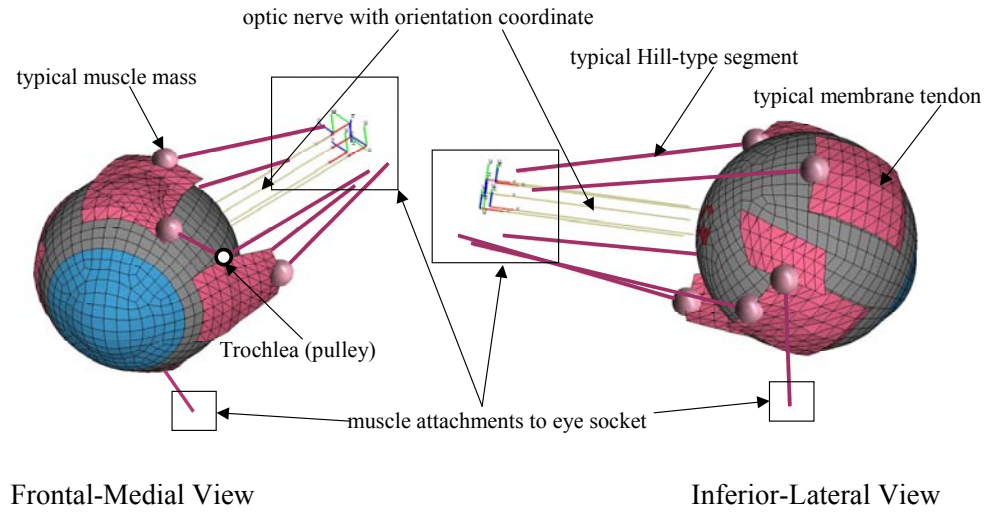 optic nerve with orientation coordinate
typical muscle mass
typical Hill-type segment
typical membrane tendon
Trochlea (pulley)
muscle attachments to eye socket
Frontal-Medial View
Inferior-Lateral View